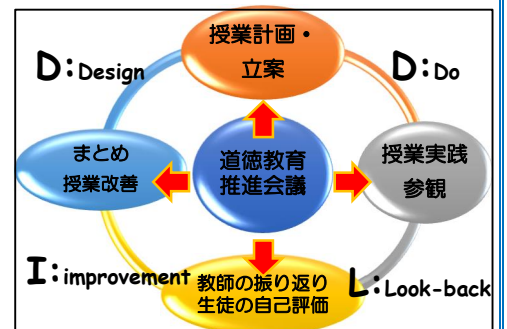 授業計画・
立案
D:Design
D:Do
まとめ
授業改善
道徳教育
推進会議
授業実践
参観
I:improvement
教師の振り返り
生徒の自己評価
L:Look-back